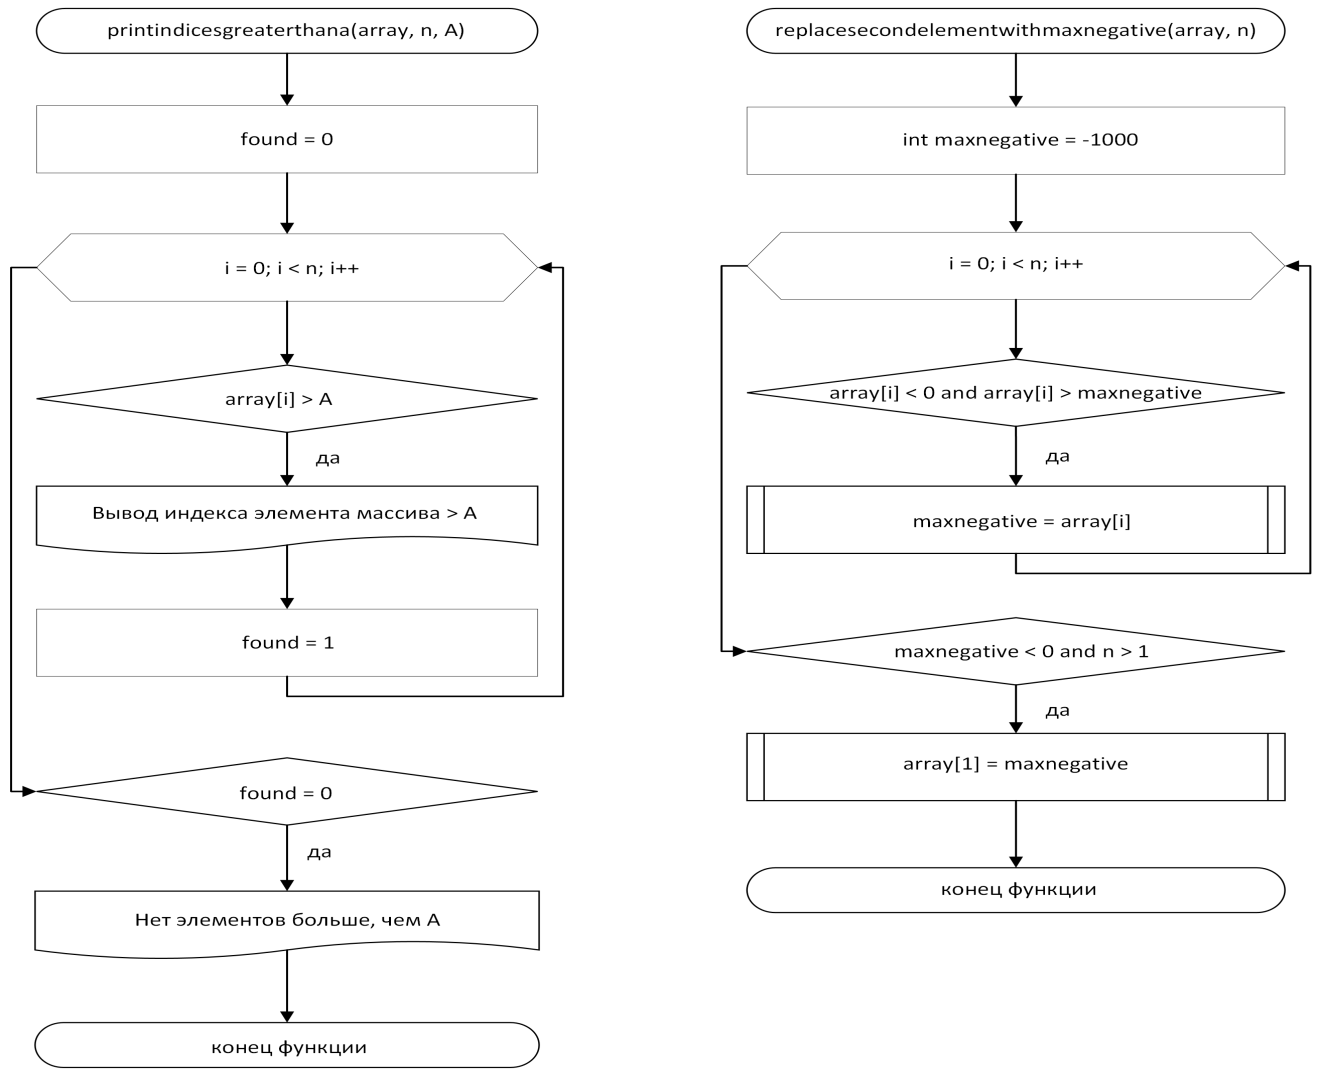 printindicesgreaterthana(array, n, A)
found = 0
i = 0; i < n; i++
array[i] > A
да
Вывод индекса элемента массива > A
found = 1
found = 0
да
Нет элементов больше, чем A
конец функции
replacesecondelementwithmaxnegative(array, n)
int maxnegative = -1000
i = 0; i < n; i++
array[i] < 0 and array[i] > maxnegative
да
maxnegative = array[i]
maxnegative < 0 and n > 1
да
array[1] = maxnegative
конец функции